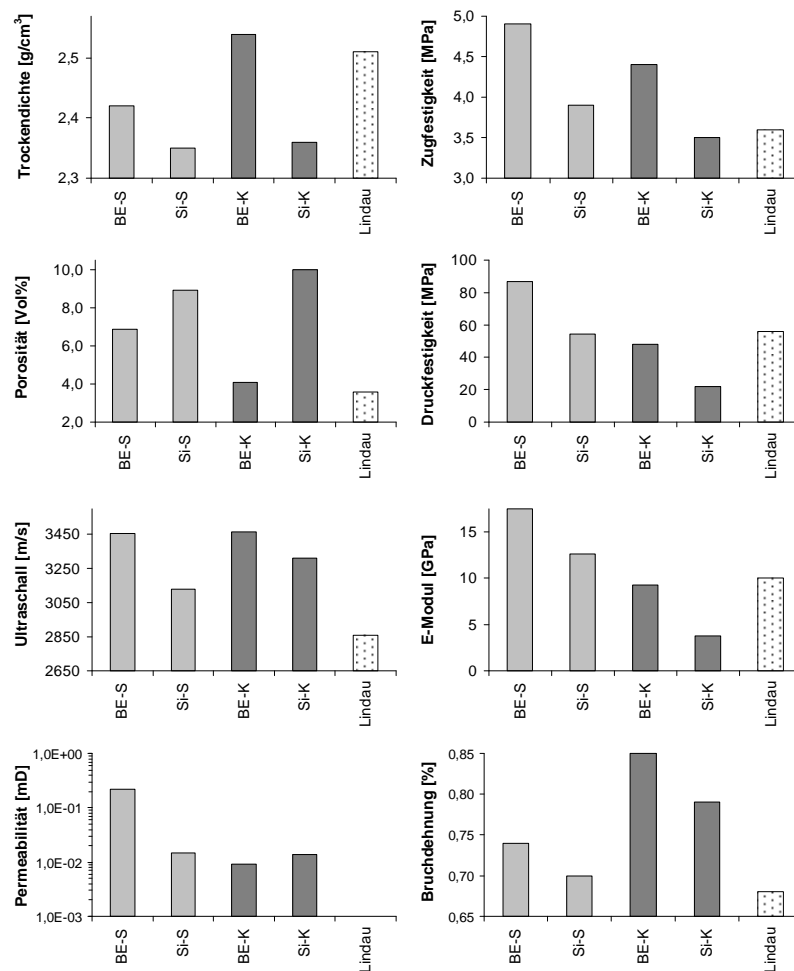 Trockendichte [g/cm³]
2,5
2,4
2,3
BE-S
Si-S
BE-K
Si-K
Lindau
Zugfestigkeit [MPa]
5,0
4,5
4,0
3,5
3,0
BE-S
Si-S
BE-K
Si-K
Lindau
Porosität [Vol%]
10,0
8,0
6,0
4,0
2,0
BE-S
Si-S
BE-K
Si-K
Lindau
Druckfestigkeit [MPa]
100
80
60
40
20
0
BE-S
Si-S
BE-K
Si-K
Lindau
Ultraschall [m/s]
3450
3250
3050
2850
2650
BE-S
Si-S
BE-K
Si-K
Lindau
E-Modul [GPa]
15
10
5
0
BE-S
Si-S
BE-K
Si-K
Lindau
Permeabilität [mD]
1,0E+00
1,0E-01
1,0E-02
1,0E-03
BE-S
Si-S
BE-K
Si-K
Lindau
Bruchdehnung [%]
0,85
0,80
0,75
0,70
0,65
BE-S
Si-S
BE-K
Si-K
Lindau